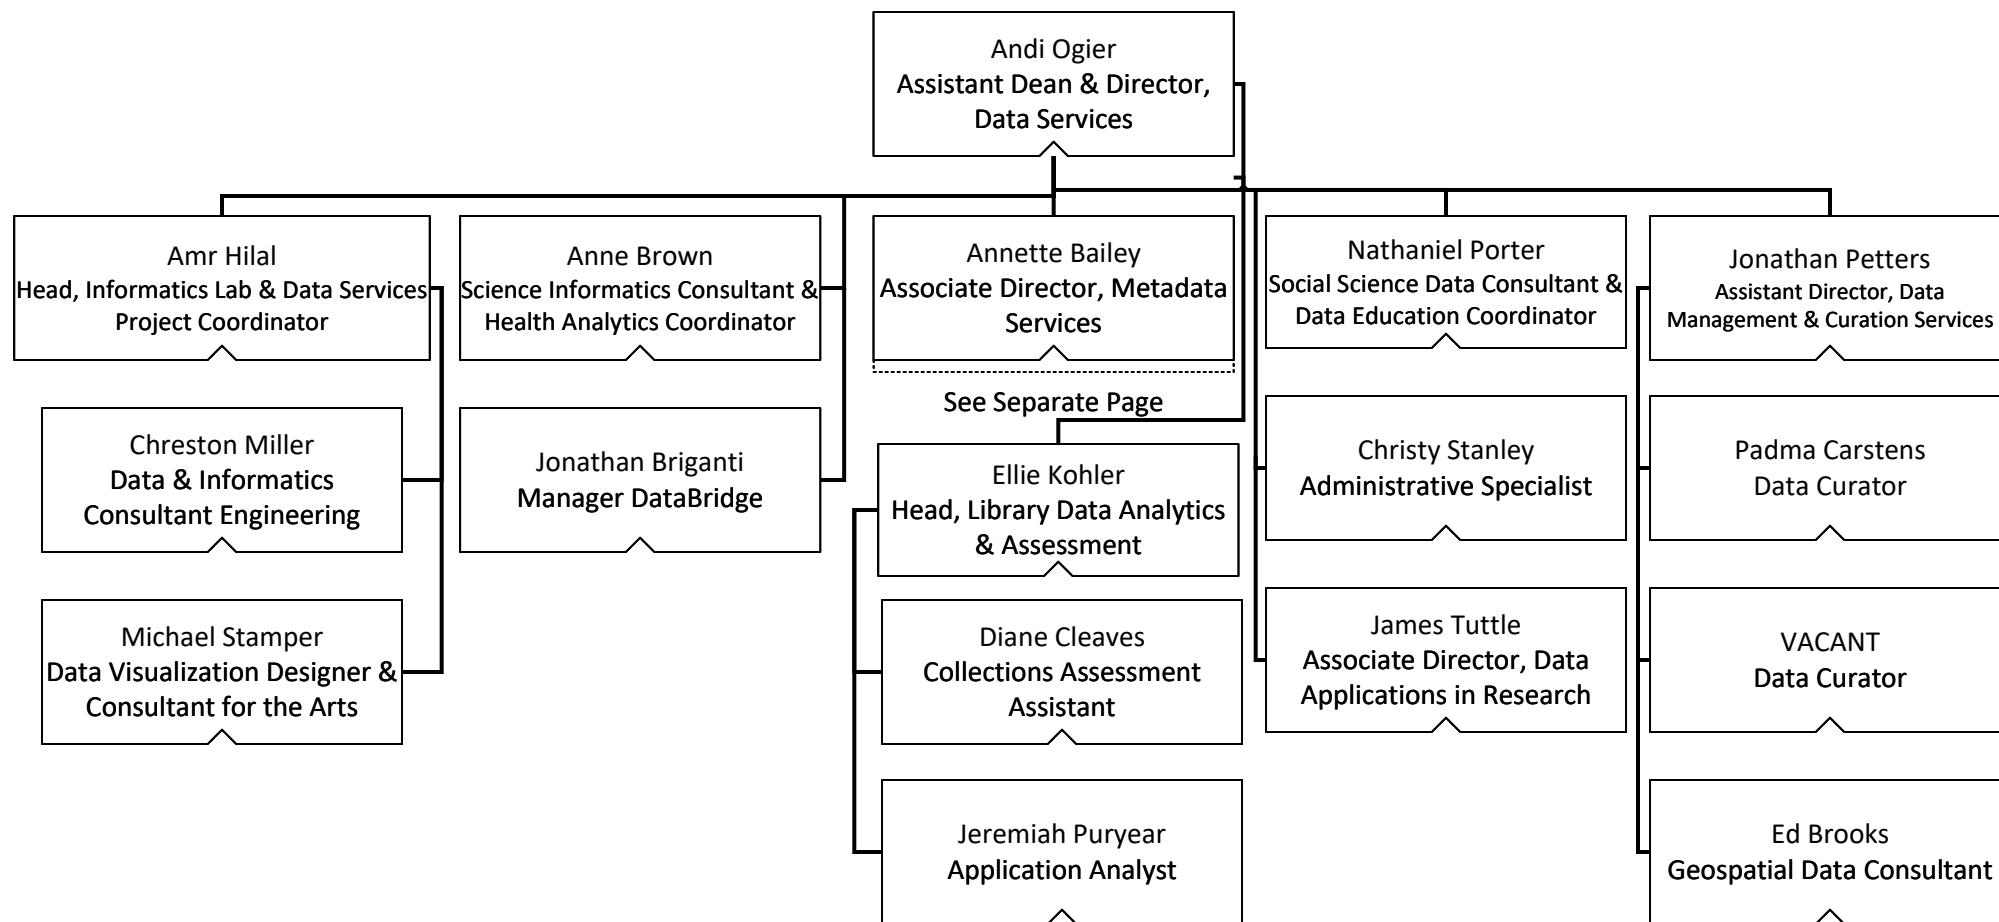 Andi Ogier
Assistant Dean & Director,
Data Services
Amr Hilal
Head, Informatics Lab & Data Services
Project Coordinator
Anne Brown
Science Informatics Consultant &
Health Analytics Coordinator
Annette Bailey
Associate Director, Metadata
Services
See Separate Page
Nathaniel Porter
Social Science Data Consultant &
Data Education Coordinator
Jonathan Petters
Assistant Director, Data
Management & Curation Services
Chreston Miller
Data & Informatics
Consultant Engineering
Jonathan Briganti
Manager DataBridge
Ellie Kohler
Head, Library Data Analytics
& Assessment
Christy Stanley
Administrative Specialist
Padma Carstens
Data Curator
Michael Stamper
Data Visualization Designer &
Consultant for the Arts
Diane Cleaves
Collections Assessment
Assistant
James Tuttle
Associate Director, Data
Applications in Research
VACANT
Data Curator
Jeremiah Puryear
Application Analyst
Ed Brooks
Geospatial Data Consultant